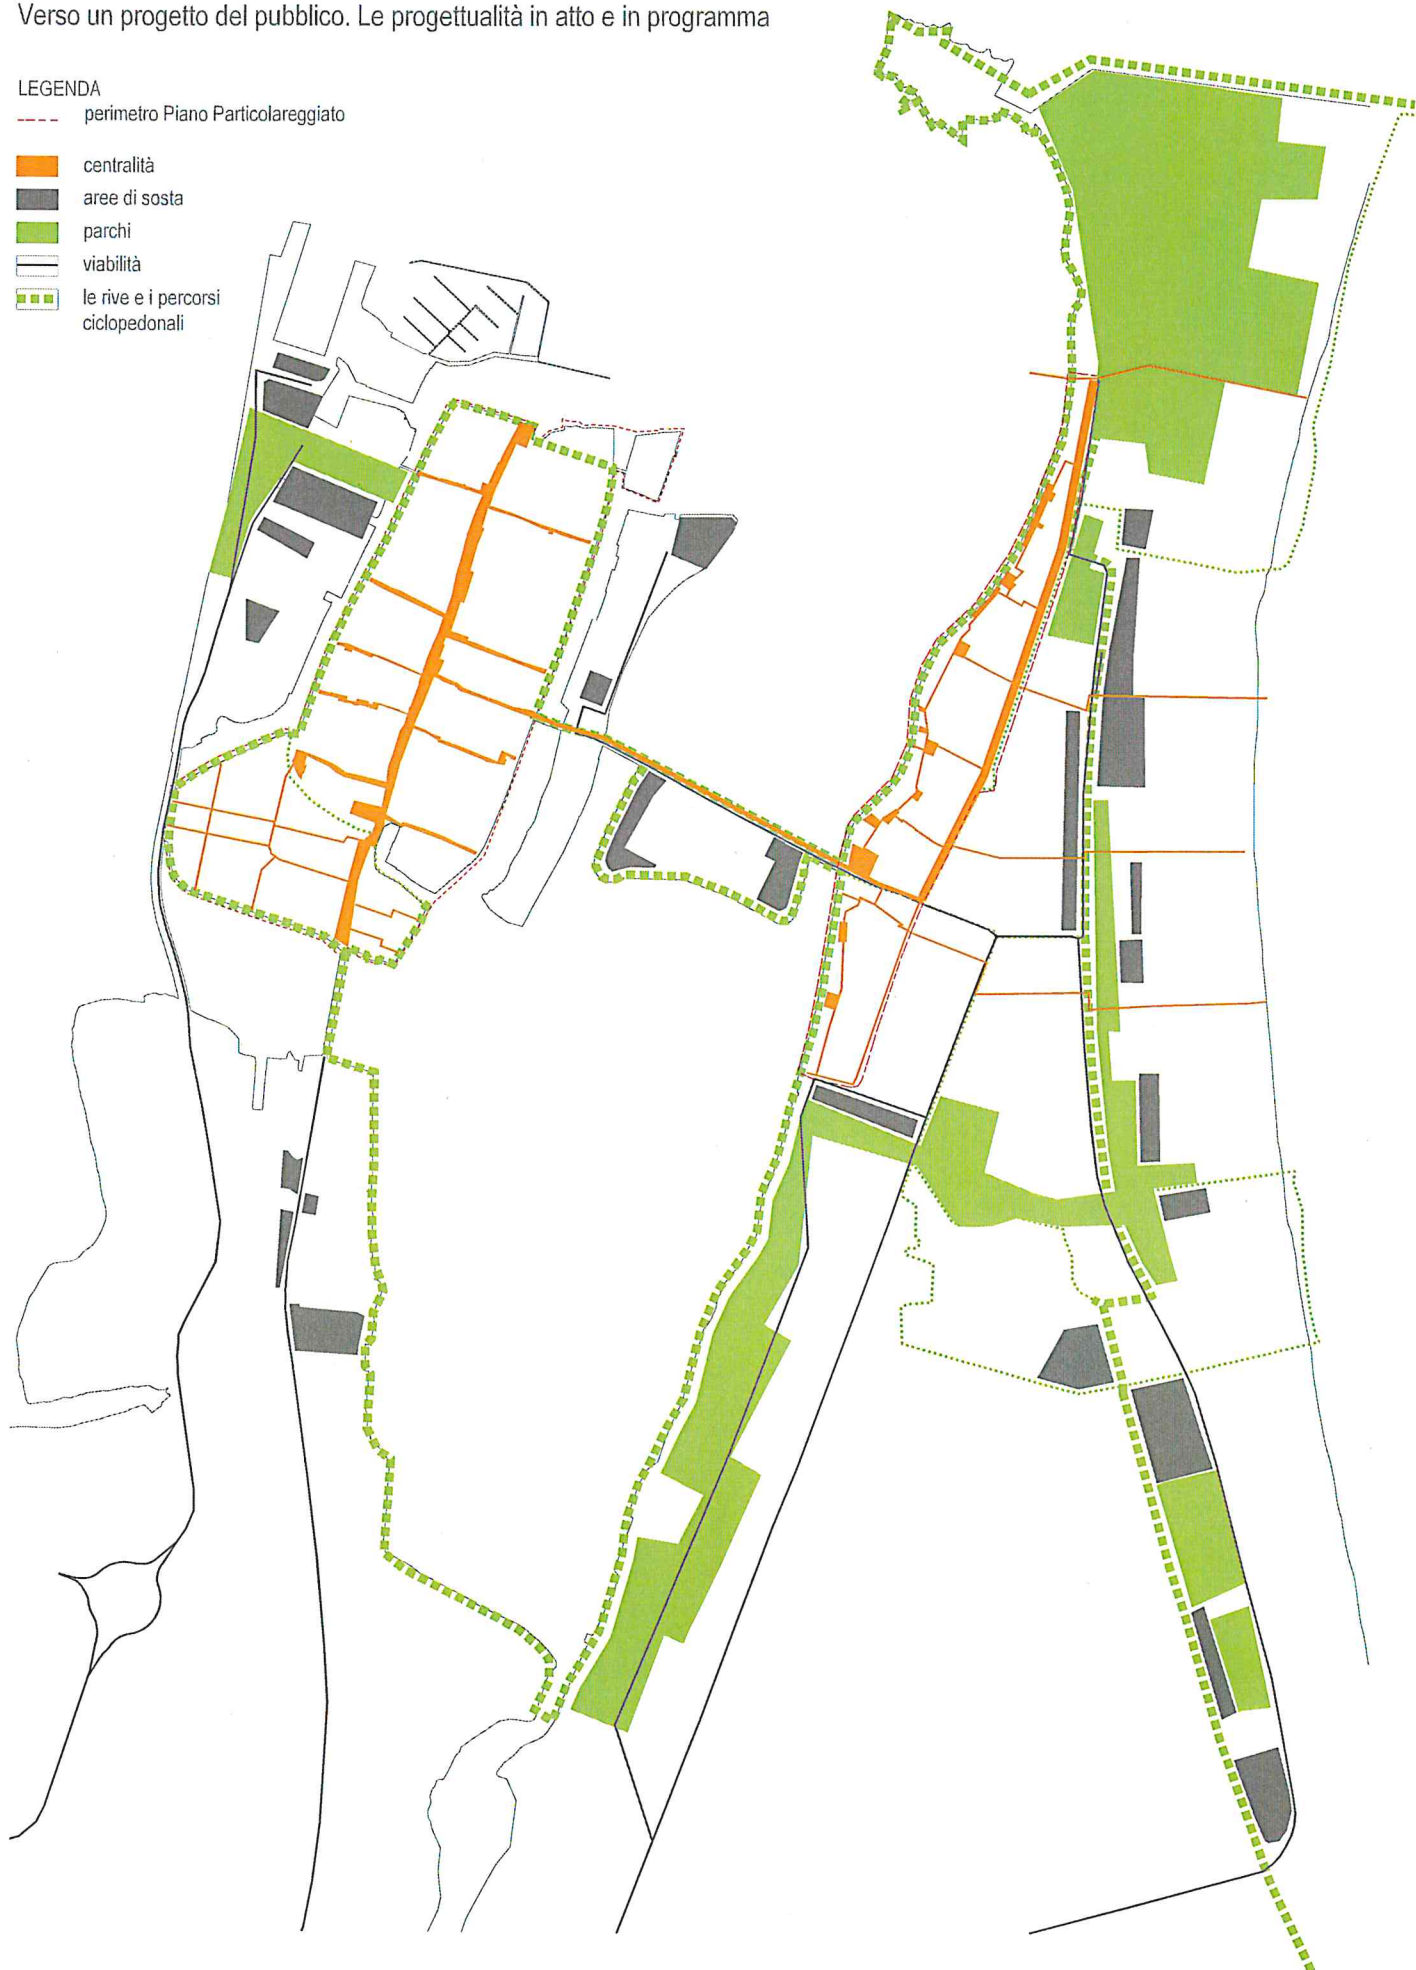 Verso un progetto del pubblico. Le progettualità in atto e in programma
LEGENDA
perimetro Piano Particolareggiato
centralità
aree di sosta
parchi
viabilità
le rive e i percorsi
ciclopedonali